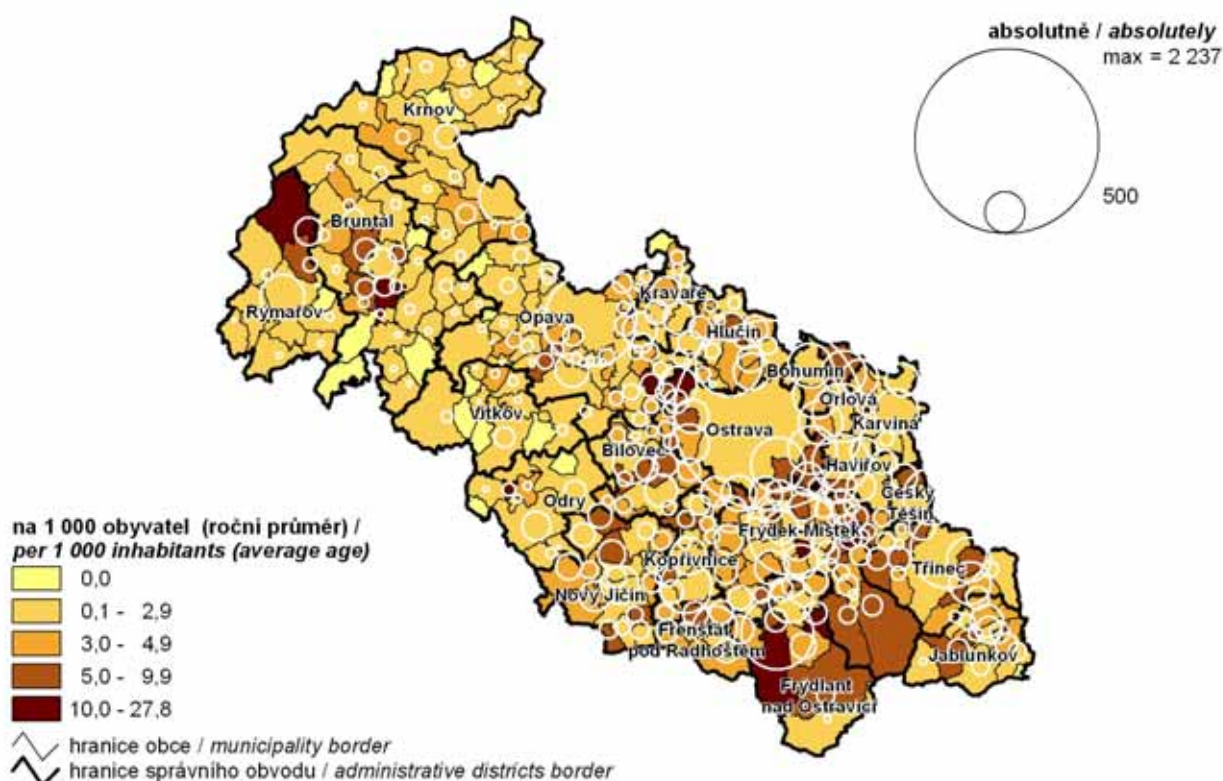 absolutně / absolutely
max = 2 237
500
Krnov
Bruntál
Rýmařov
Opava
Kravaře
Hlučín
Bohumín
Orlová
Karviná
Vítkov
Ostrava
Bílovec
Havířov
Český
Těšín
Odry
Frýdek-Místek
Kopřivnice
Třinec
Nový Jičín
Frenštát
pod Radhoštěm
Jablunkov
Frýdlant
nad Ostravicí
na 1 000 obyvatel (roční průměr) /
per 1 000 inhabitants (average age)
0,0
0,1 - 2,9
3,0 - 4,9
5,0 - 9,9
10,0 - 27,8
hranice obce / municipality border
hranice správního obvodu / administrative districts border